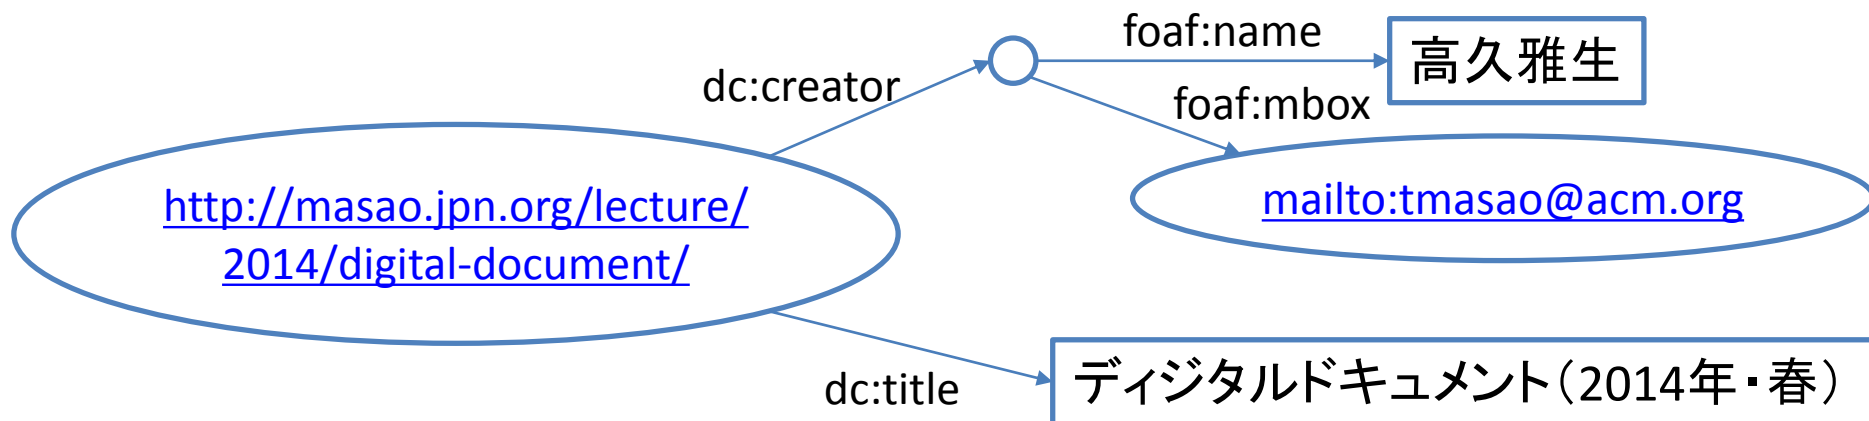 foaf:name
高久雅生
dc:creator
foaf:mbox
http://masao.jpn.org/lecture/
2014/digital-document/
mailto:tmasao@acm.org
dc:title
ディジタルドキュメント(2014年・春)